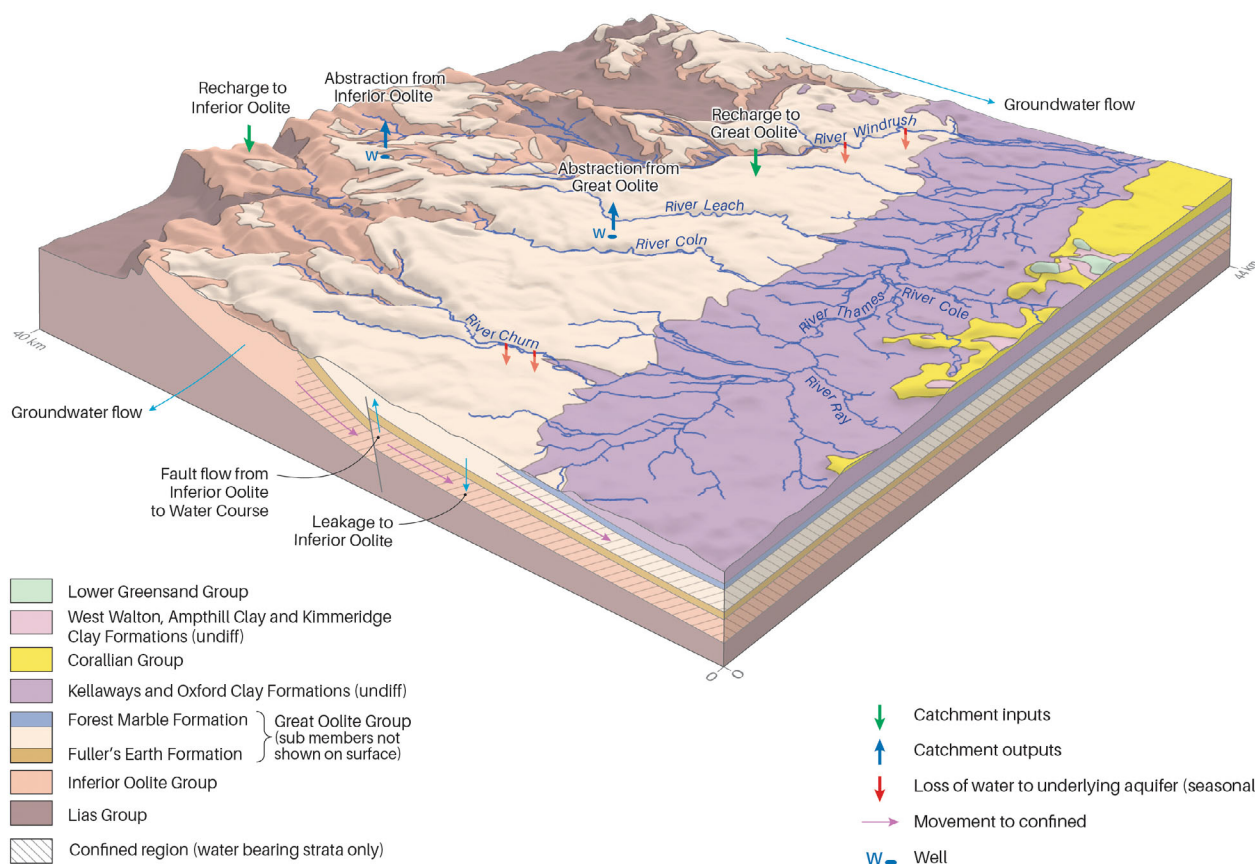 Recharge to
Inferior Oolite
Abstraction from
Inferior Oolite
Groundwater flow
Recharge to
Great Oolite
River Windrush
W
Abstraction from
Great Oolite
River Leach
W
River Coln
44 km
River Thames
River Cole
40 km
River Churn
River Ray
Groundwater flow
Fault flow from
Inferior Oolite
to Water Course
Leakage to
Inferior Oolite
0
0
Lower Greensand Group
West Walton, Ampthill Clay and Kimmeridge
Clay Formations (undiff)
Corallian Group
Kellaways and Oxford Clay Formations (undiff)
Forest Marble Formation
Fuller's Earth Formation
Great Oolite Group
(sub members not
shown on surface)
Inferior Oolite Group
Lias Group
Confined region (water bearing strata only)
Catchment inputs
Catchment outputs
Loss of water to underlying aquifer (seasonal
Movement to confined
W
Well